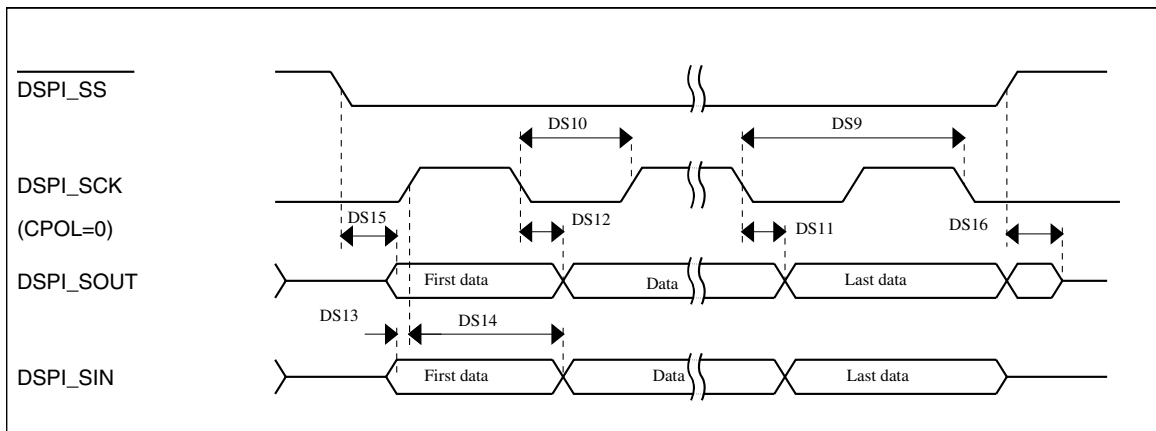 DSPI_SS
DS10
DS9
DSPI_SCK
DS15
DS12
DS11
DS16
(CPOL=0)
DSPI_SOUT
First data
Data
Last data
DS13
DS14
DSPI_SIN
First data
Data
Last data